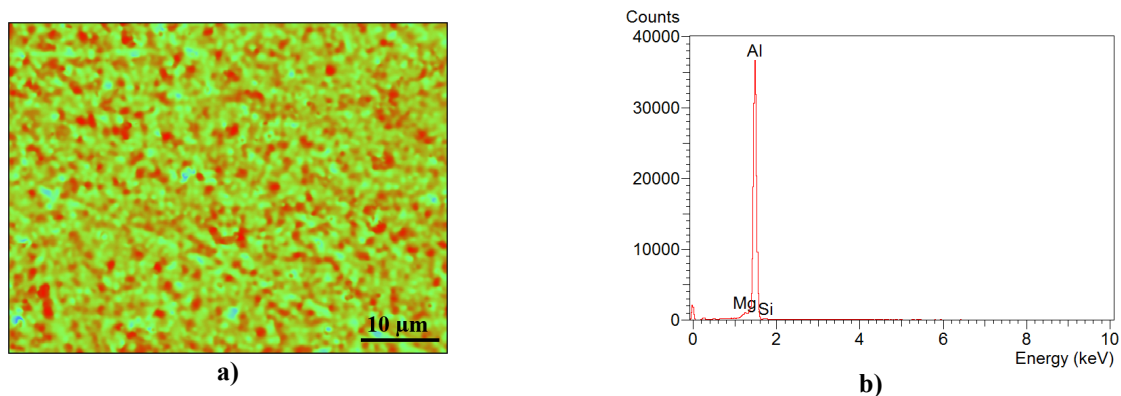 10 µm
a)
Counts
40000
30000
20000
10000
0
Al
Mg
Si
0 2 4 6 8 10
Energy (keV)
b)